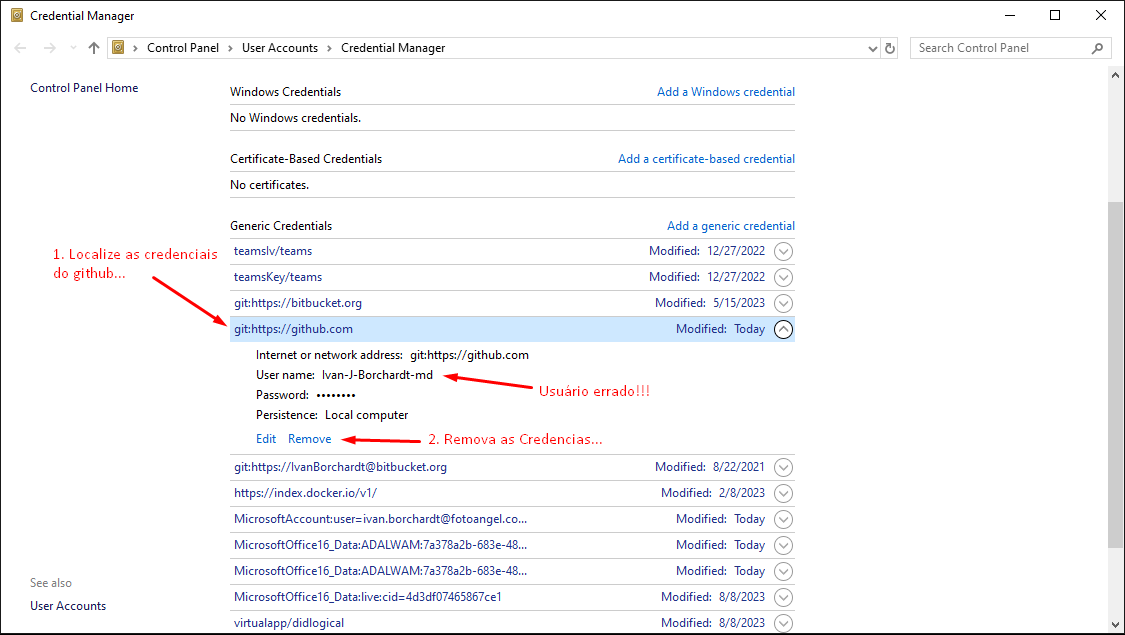 Credential Manager
Control Panel > User Accounts > Credential Manager
Search Control Panel
Control Panel Home
Windows Credentials Add a Windows credential
No Windows credentials.
Certificate-Based Credentials Add a certificate-based credential
No certificates.
Generic Credentials Add a generic credential
1. Localize as credenciais
do github...
teamslv/teams Modified: 12/27/2022
teamsKey/teams Modified: 12/27/2022
git:https://bitbucket.org Modified: 5/15/2023
git:https://github.com Modified: Today
Internet or network address: git:https://github.com
User name: Ivan-J-Borchardt-md
Usuário errado!!!
Password: ••••••••
Persistence: Local computer
Edit Remove
2. Remova as Credencias...
git:https://IvanBorchardt@bitbucket.org Modified: 8/22/2021
https://index.docker.io/v1/ Modified: 2/8/2023
MicrosoftAccount:user=ivan.borchardt@fotoangel.co... Modified: Today
MicrosoftOffice16_Data:ADALWAM:7a378a2b-683e-48... Modified: Today
MicrosoftOffice16_Data:ADALWAM:7a378a2b-683e-48... Modified: Today
MicrosoftOffice16_Data:live:cid=4d3df07465867ce1 Modified: 8/8/2023
virtualapp/didlogical Modified: 8/8/2023
See also
User Accounts